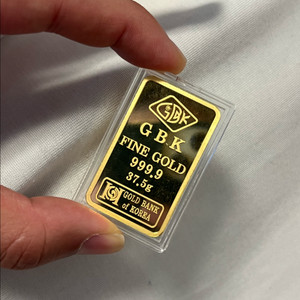 GBK
G B K
FINE GOLD
999.9
37.5g
GOLD BANK
of KOREA